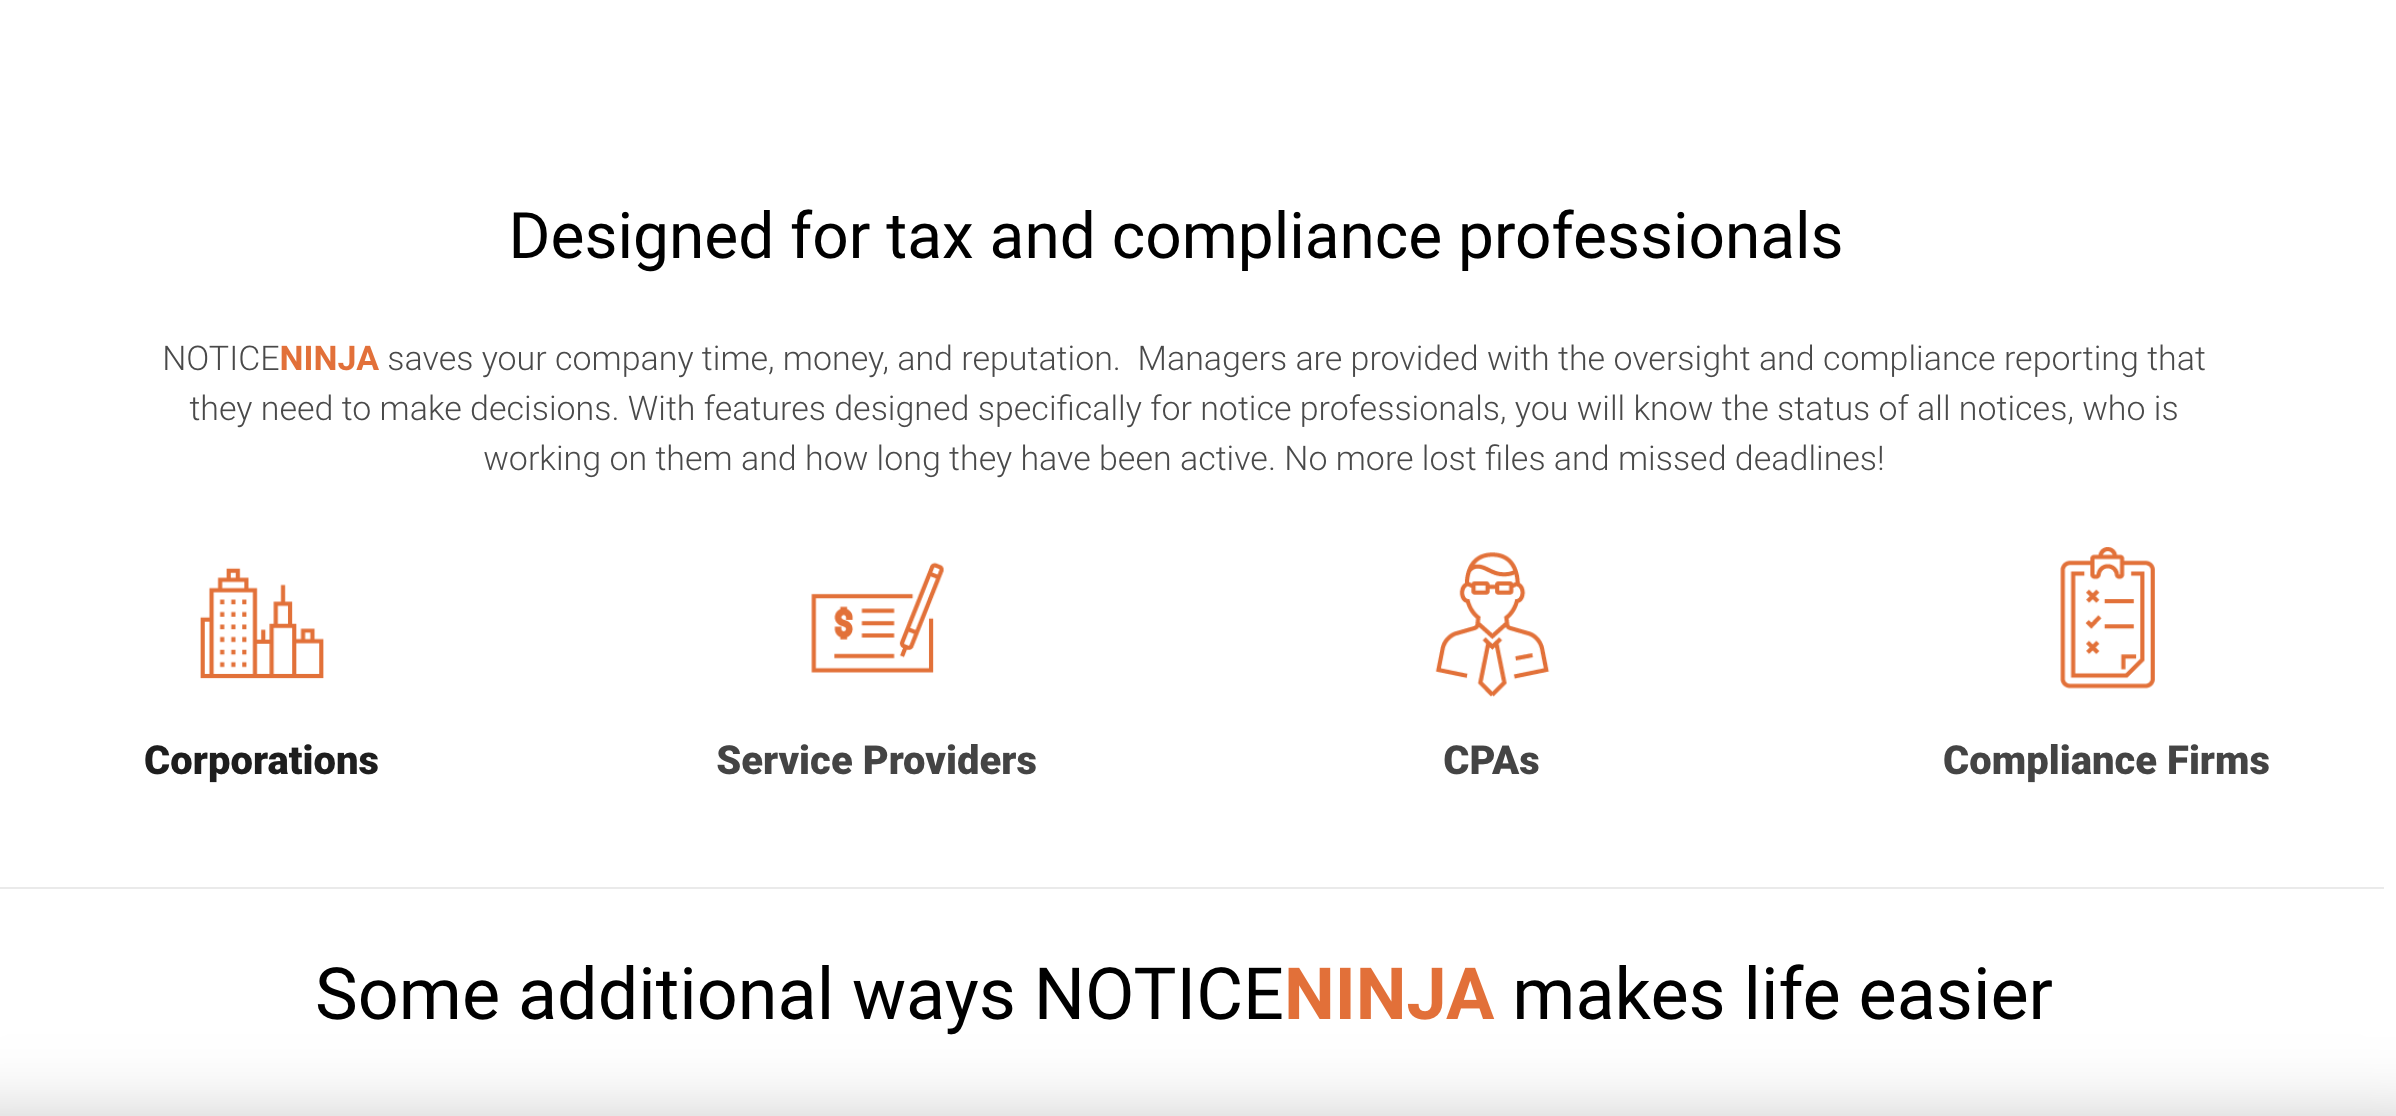 Designed for tax and compliance professionals
NOTICENINJA saves your company time, money, and reputation.  Managers are provided with the oversight and compliance reporting that
they need to make decisions. With features designed specifically for notice professionals, you will know the status of all notices, who is
working on them and how long they have been active. No more lost files and missed deadlines!
$
Corporations
Service Providers
CPAs
Compliance Firms
Some additional ways NOTICENINJA makes life easier